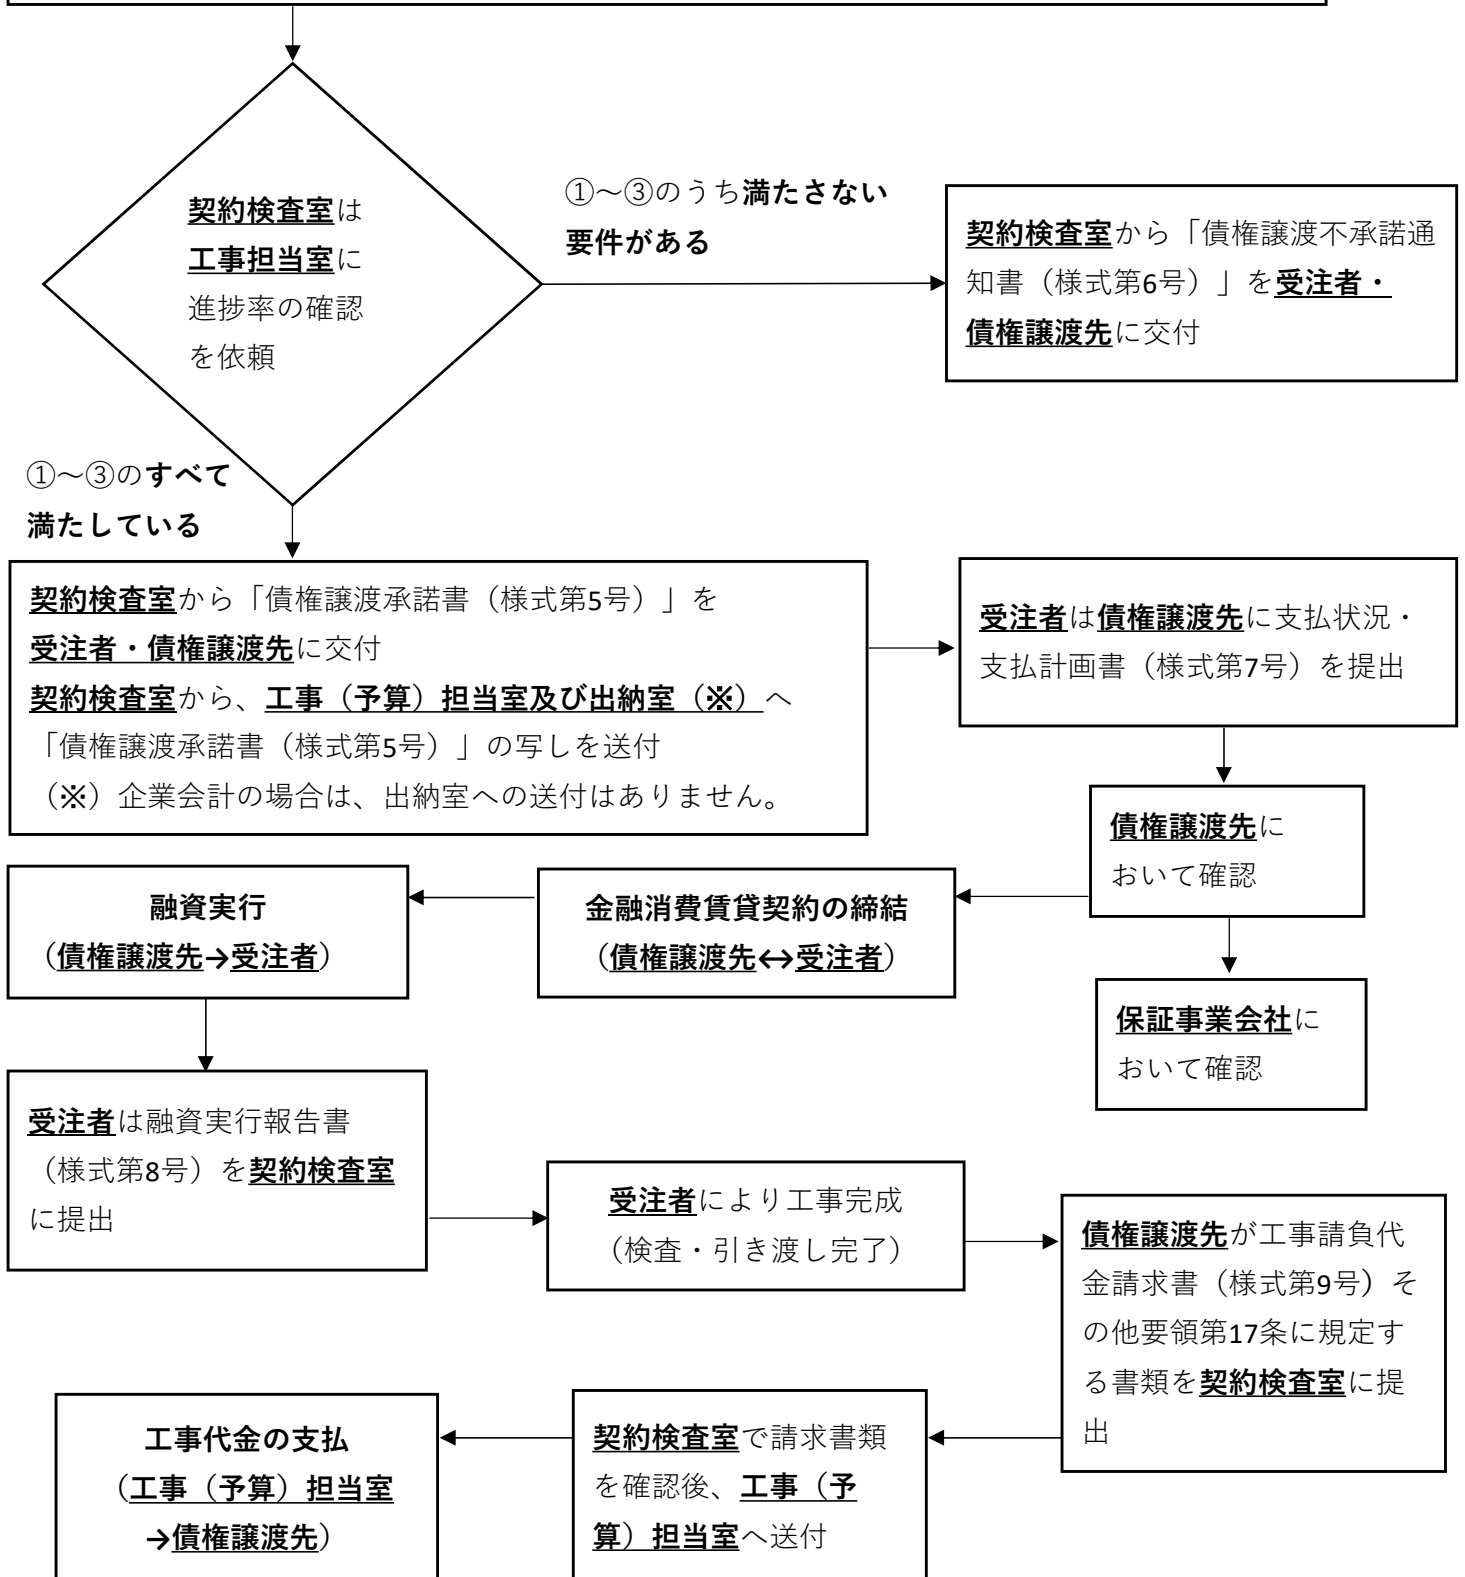 契約検査室は
工事担当室に
進捗率の確認
を依頼
①～③のうち満たさない
要件がある
契約検査室から「債権譲渡不承諾通
知書（様式第6号）」を受注者・
債権譲渡先に交付
①～③のすべて
満たしている
契約検査室から「債権譲渡承諾書（様式第5号）」を
受注者・債権譲渡先に交付
契約検査室から、工事（予算）担当室及び出納室（※）へ
「債権譲渡承諾書（様式第5号）」の写しを送付
（※）企業会計の場合は、出納室への送付はありません。
受注者は債権譲渡先に支払状況・
支払計画書（様式第7号）を提出
債権譲渡先に
おいて確認
金融消費賃貸契約の締結
（債権譲渡先↔受注者）
融資実行
（債権譲渡先→受注者）
保証事業会社に
おいて確認
受注者は融資実行報告書
（様式第8号）を契約検査室
に提出
受注者により工事完成
（検査・引き渡し完了）
債権譲渡先が工事請負代
金請求書（様式第9号）そ
の他要領第17条に規定す
る書類を契約検査室に提
出
契約検査室で請求書類
を確認後、工事（予
算）担当室へ送付
工事代金の支払
（工事（予算）担当室
→債権譲渡先）